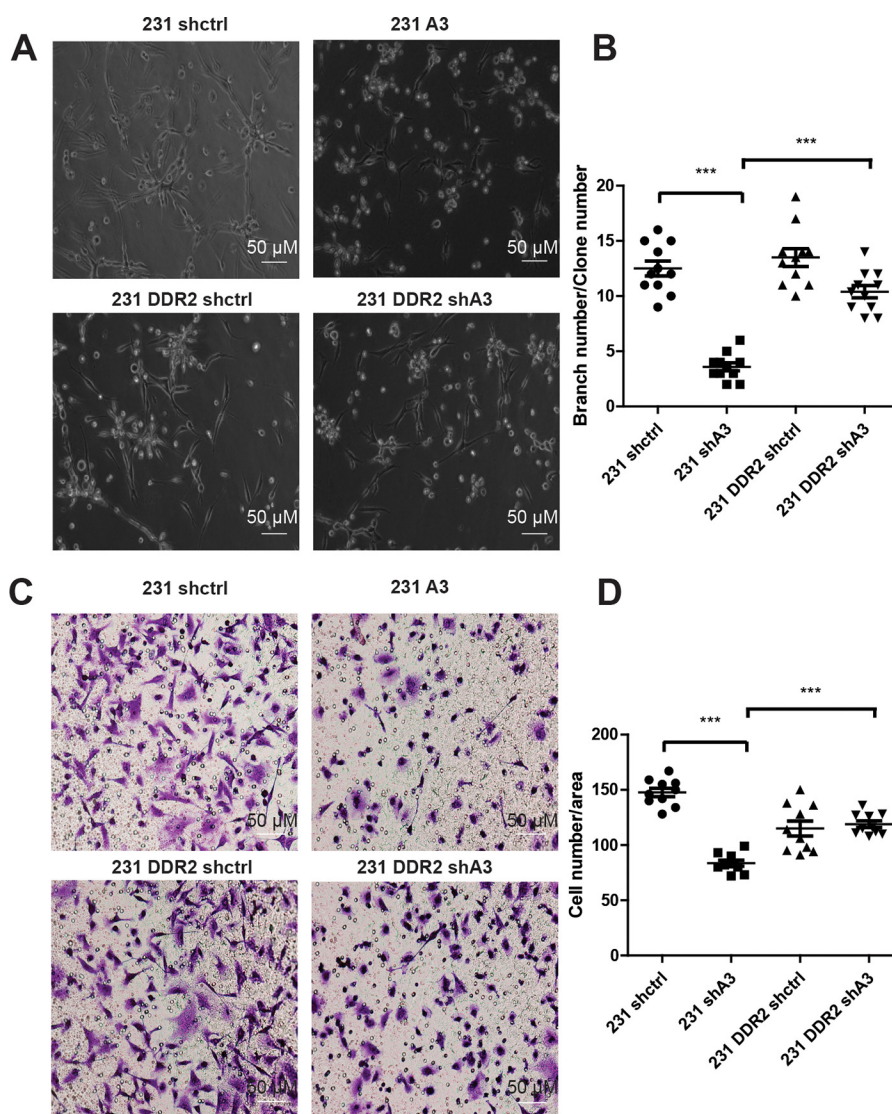 A
231 shctrl
231 A3
50 µM
50 µM
231 DDR2 shctrl
231 DDR2 shA3
50 µM
50 µM
B
Branch number/Clone number
20
15
10
5
0
***
***
231 shctrl
231 shA3
231 DDR2 shctrl
231 DDR2 shA3
C
231 shctrl
231 A3
50 µM
50 µM
231 DDR2 shctrl
231 DDR2 shA3
50 µM
50 µM
D
Cell number/area
200
150
100
50
0
***
***
231 shctrl
231 shA3
231 DDR2 shctrl
231 DDR2 shA3